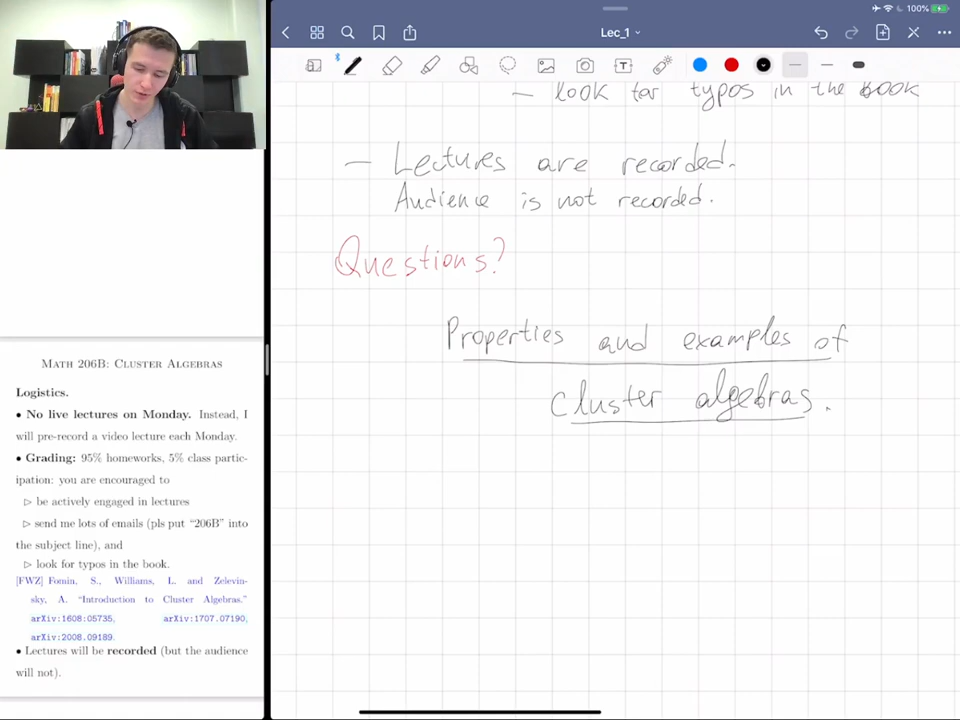 100%
Lec_1
T
– look for typos in the book
– Lectures are recorded.
Audience is not recorded.
Questions?
Properties and examples of
cluster algebras.
Math 206B: Cluster Algebras
Logistics.
• No live lectures on Monday. Instead, I
will pre-record a video lecture each Monday.
• Grading: 95% homeworks, 5% class partic-
ipation: you are encouraged to
▷ be actively engaged in lectures
▷ send me lots of emails (pls put “206B” into
the subject line), and
▷ look for typos in the book.
[FWZ] Fomin, S., Williams, L. and Zelevin-
sky, A. “Introduction to Cluster Algebras.”
arXiv:1608:05735, arXiv:1707.07190,
arXiv:2008.09189.
• Lectures will be recorded (but the audience
will not).